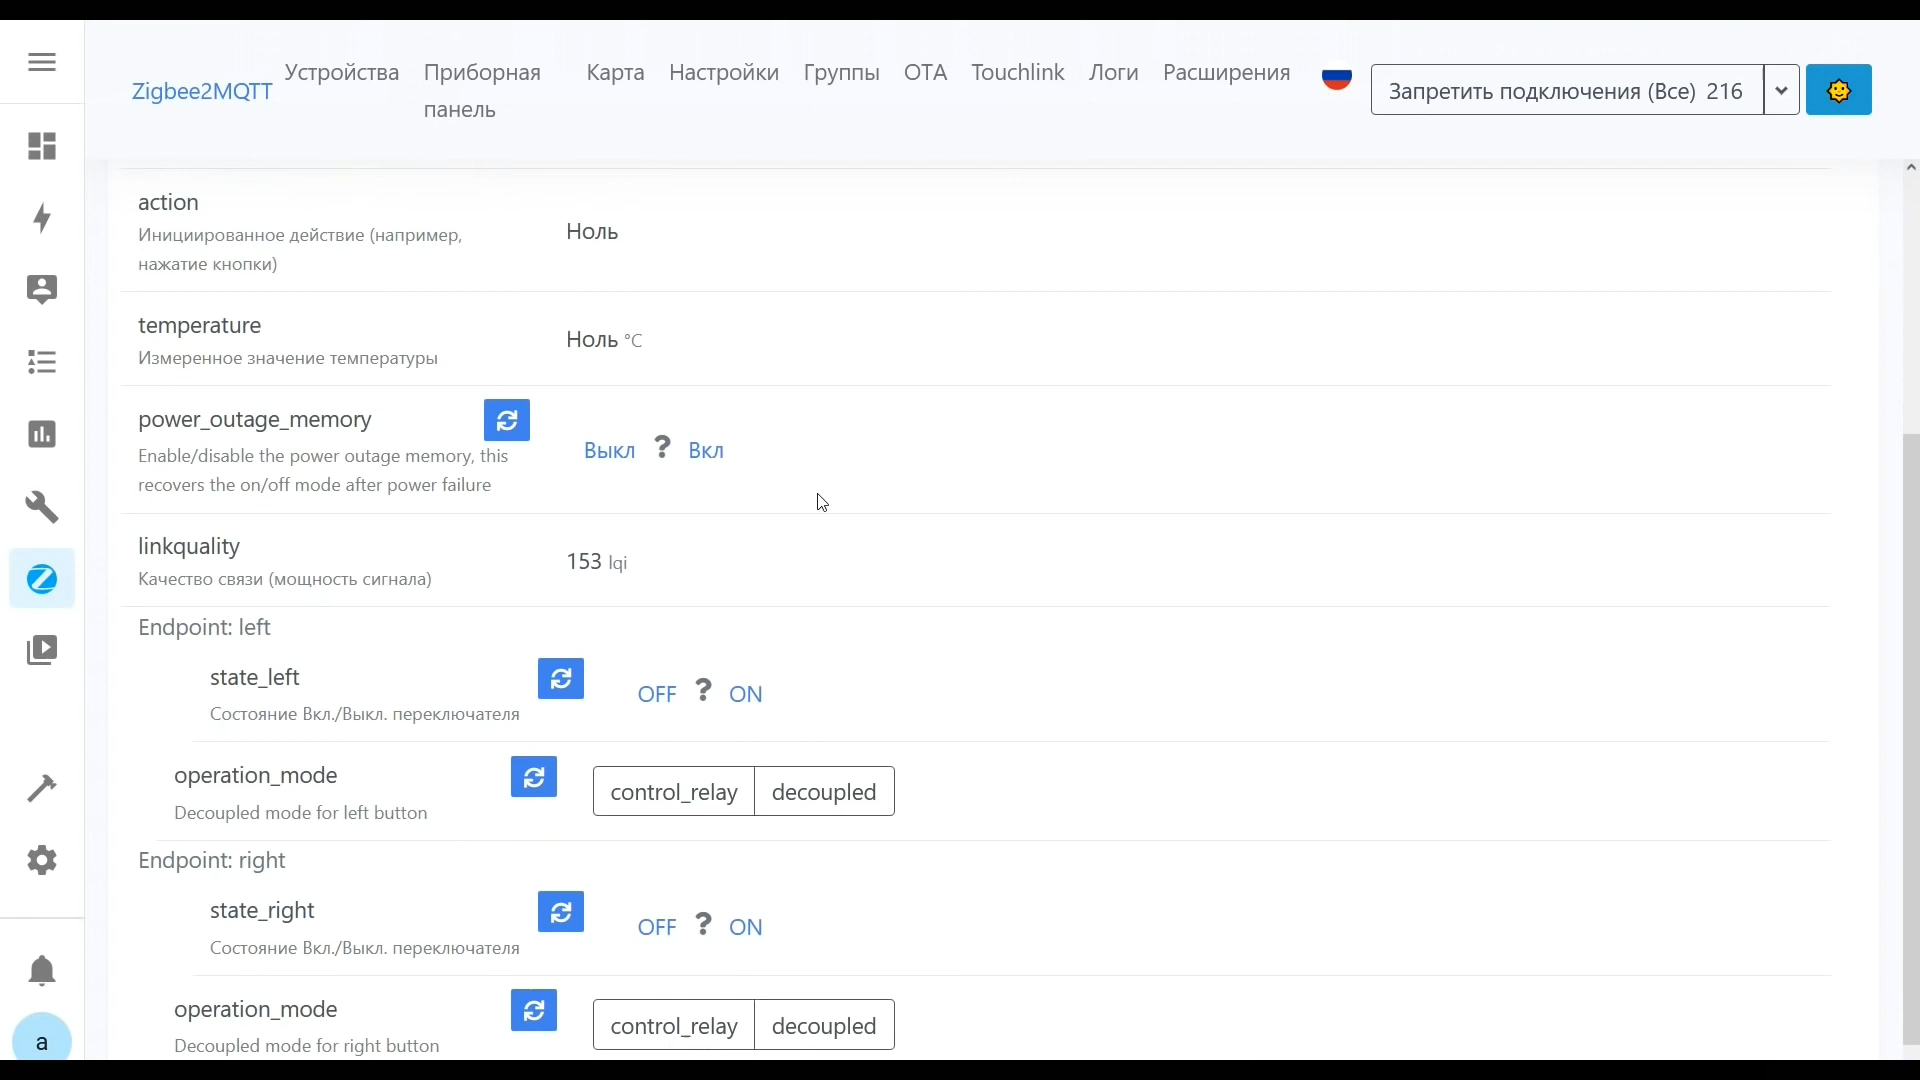 Zigbee2MQTT
Устройства
Приборная
панель
Карта
Настройки
Группы
OTA
Touchlink
Логи
Расширения
Запретить подключения (Все) 216
action
Инициированное действие (например,
нажатие кнопки)
Ноль
temperature
Измеренное значение температуры
Ноль °C
power_outage_memory
Enable/disable the power outage memory, this
recovers the on/off mode after power failure
Выкл ? Вкл
linkquality
Качество связи (мощность сигнала)
153 lqi
Endpoint: left
state_left
Состояние Вкл./Выкл. переключателя
OFF ? ON
operation_mode
Decoupled mode for left button
control_relay decoupled
Endpoint: right
state_right
Состояние Вкл./Выкл. переключателя
OFF ? ON
operation_mode
Decoupled mode for right button
control_relay decoupled
a